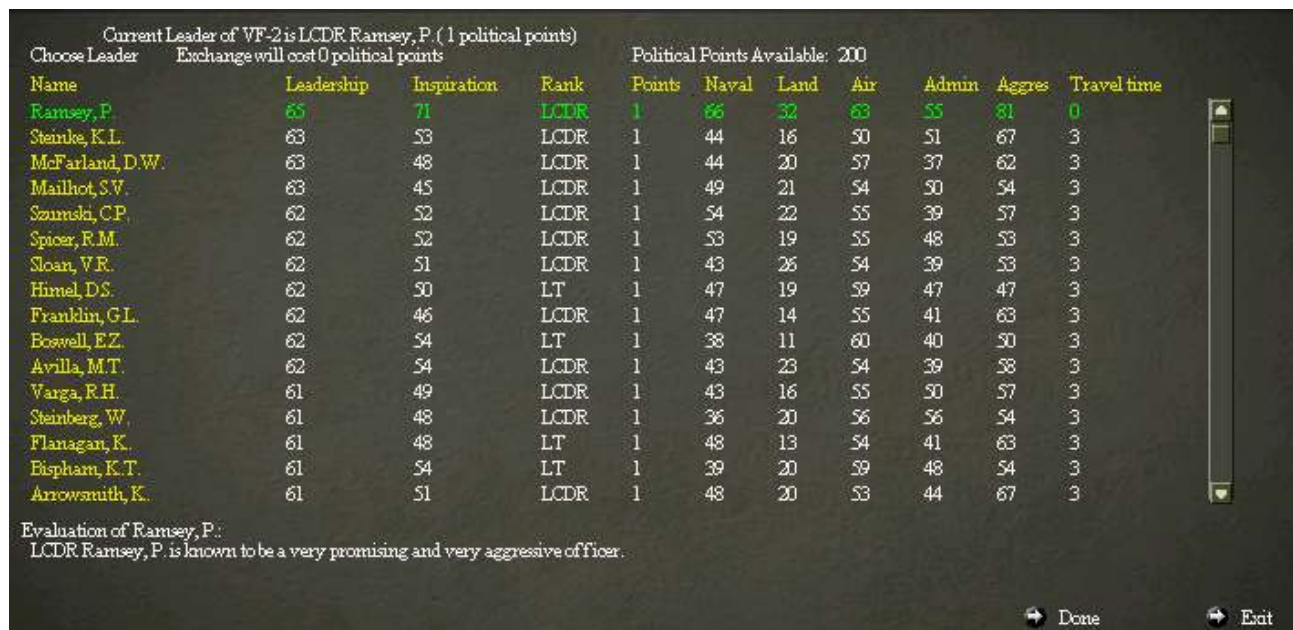 Current Leader of VF-2 is LCDR Ramsey, P. ( 1 political points)
Choose Leader Exchange will cost 0 political points Political Points Available: 200
Name Leadership Inspiration Rank Points Naval Land Air Admin Aggres Travel time
Ramsey, P. 65 71 LCDR 1 66 32 63 55 81 0
Steinke, K.L. 63 53 LCDR 1 44 16 50 51 67 3
McFarland, D.W. 63 48 LCDR 1 44 20 57 37 62 3
Mailhot, S.V. 63 45 LCDR 1 49 21 54 50 54 3
Szumski, C.P. 62 52 LCDR 1 54 22 55 39 57 3
Spicer, R.M. 62 52 LCDR 1 53 19 55 48 53 3
Sloan, V.R. 62 51 LCDR 1 43 26 54 39 53 3
Himel, D.S. 62 50 LT 1 47 19 59 47 47 3
Franklin, G.L. 62 46 LCDR 1 47 14 55 41 63 3
Boswell, E.Z. 62 54 LT 1 38 11 60 40 50 3
Avilla, M.T. 62 54 LCDR 1 43 23 54 39 58 3
Varga, R.H. 61 49 LCDR 1 43 16 55 50 57 3
Steinberg, W. 61 48 LCDR 1 36 20 56 56 54 3
Flanagan, K. 61 48 LT 1 48 13 54 41 63 3
Bispham, K.T. 61 54 LT 1 39 20 59 48 54 3
Arrowsmith, K. 61 51 LCDR 1 48 20 53 44 67 3
Evaluation of Ramsey, P.:
LCDR Ramsey, P. is known to be a very promising and very aggressive officer.
Done Exit